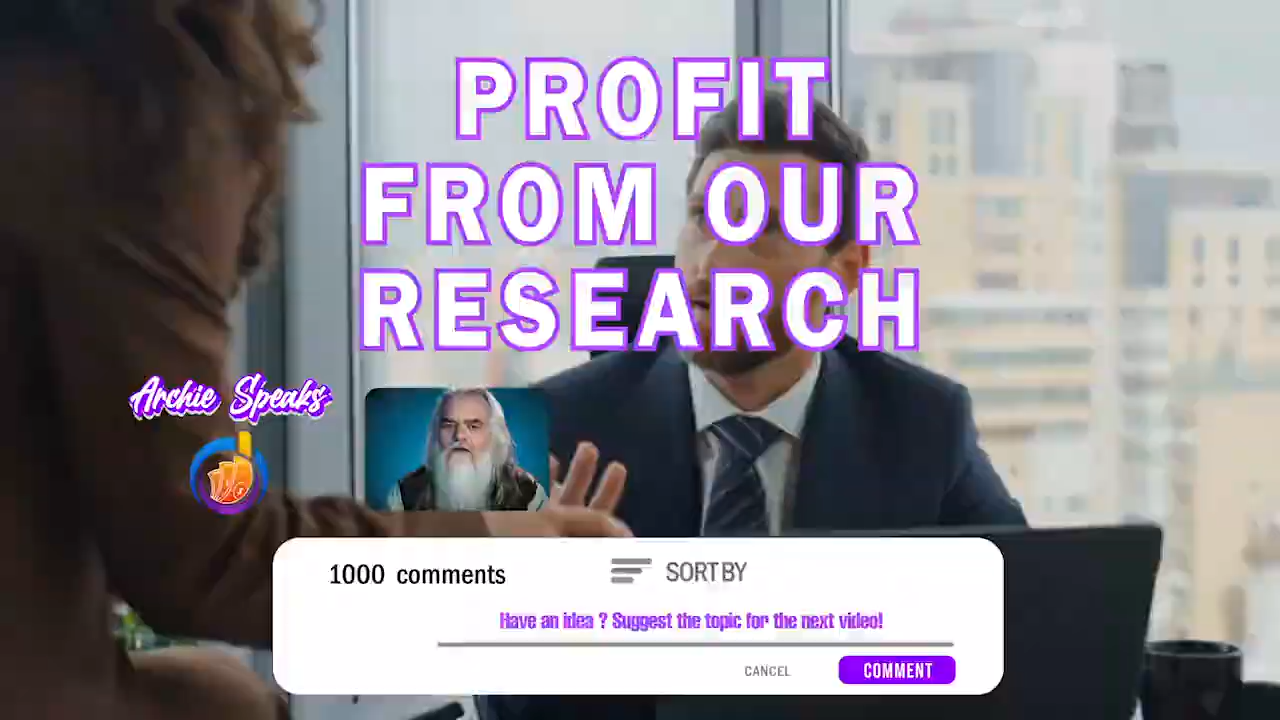 PROFIT
FROM OUR
RESEARCH
Archie Speaks
1000 comments
SORT BY
Have an idea ? Suggest the topic for the next video!
CANCEL
COMMENT